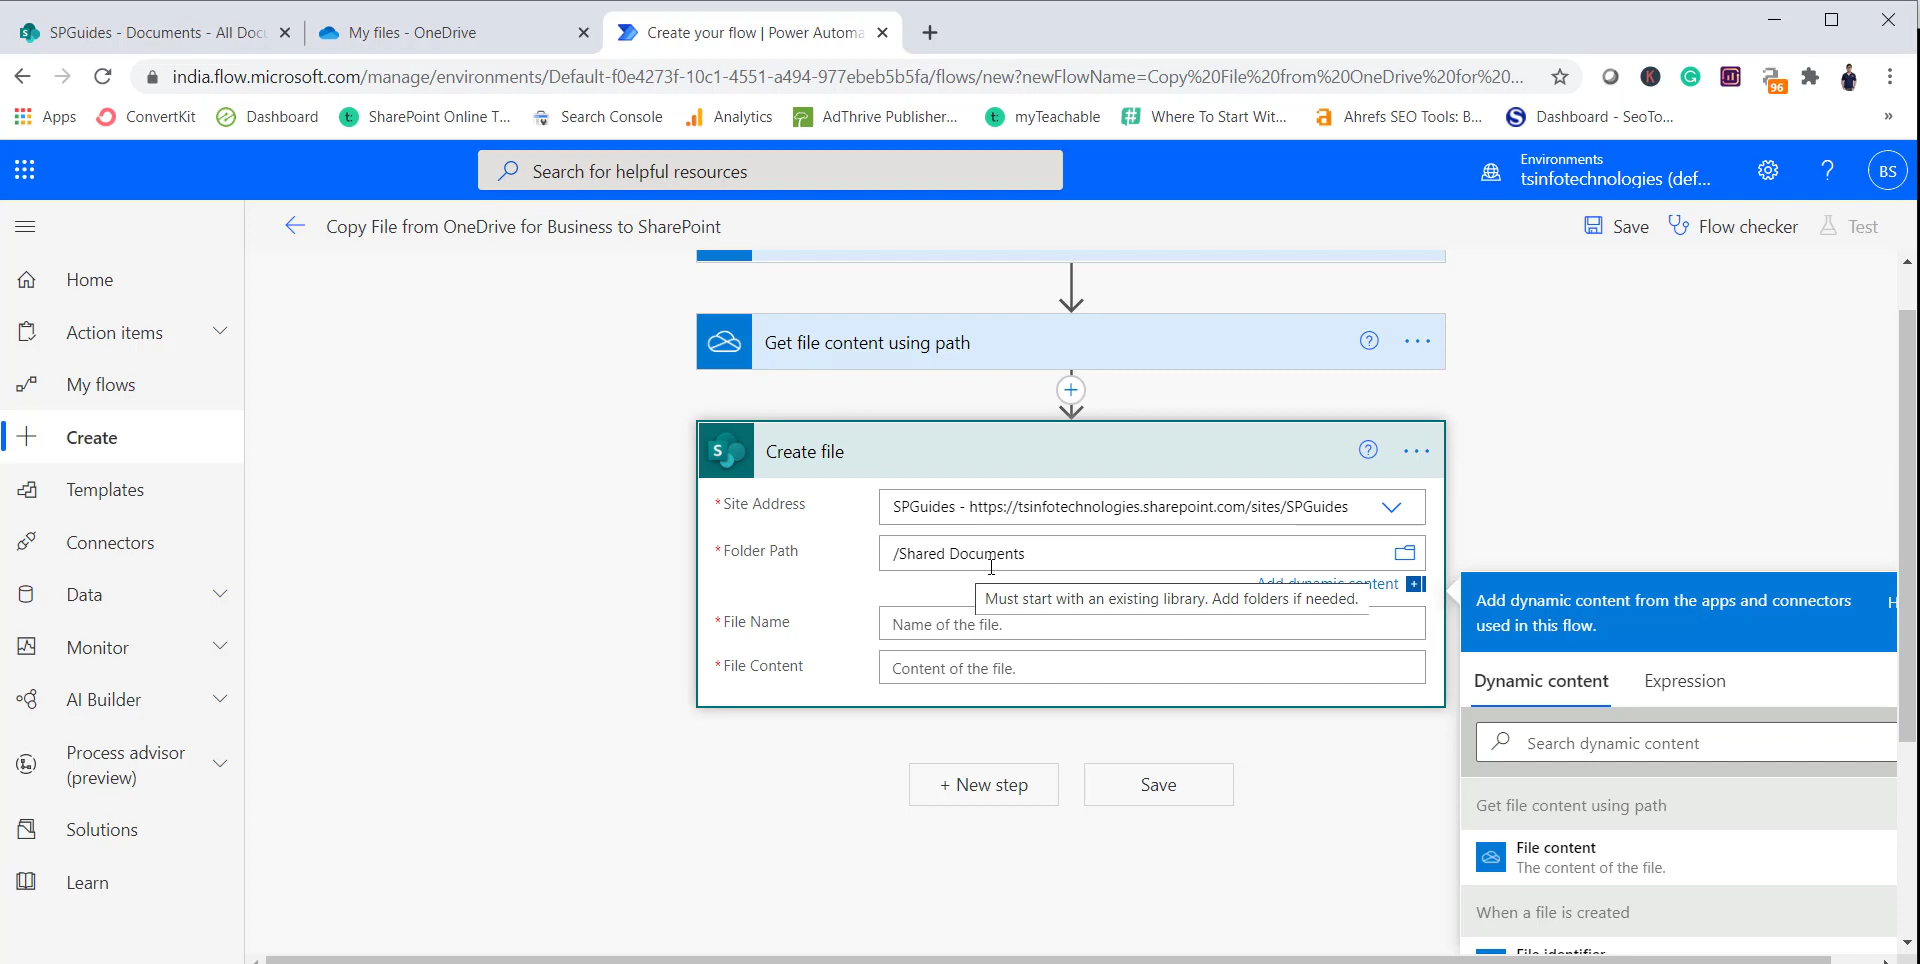 SPGuides - Documents - All Docu
My files - OneDrive
Create your flow | Power Automa
india.flow.microsoft.com/manage/environments/Default-f0e4273f-10c1-4551-a494-977ebeb5b5fa/flows/new?newFlowName=Copy%20File%20from%20OneDrive%20for%20...
K
G
96
Apps
ConvertKit
Dashboard
t:
SharePoint Online T...
Search Console
Analytics
AdThrive Publisher...
t:
myTeachable
Where To Start Wit...
a
Ahrefs SEO Tools: B...
S
Dashboard - SeoTo...
»
Search for helpful resources
Environments
tsinfotechnologies (def...
?
BS
Copy File from OneDrive for Business to SharePoint
Save
Flow checker
Test
Home
Action items
My flows
Create
Templates
Connectors
Data
Monitor
AI Builder
Process advisor
(preview)
Solutions
Learn
Get file content using path
?
...
S
Create file
?
...
* Site Address
SPGuides - https://tsinfotechnologies.sharepoint.com/sites/SPGuides
* Folder Path
/Shared Documents
Add dynamic content +
Must start with an existing library. Add folders if needed.
* File Name
Name of the file.
* File Content
Content of the file.
+ New step
Save
Add dynamic content from the apps and connectors
used in this flow.
H
Dynamic content
Expression
Search dynamic content
Get file content using path
File content
The content of the file.
When a file is created
File identifier